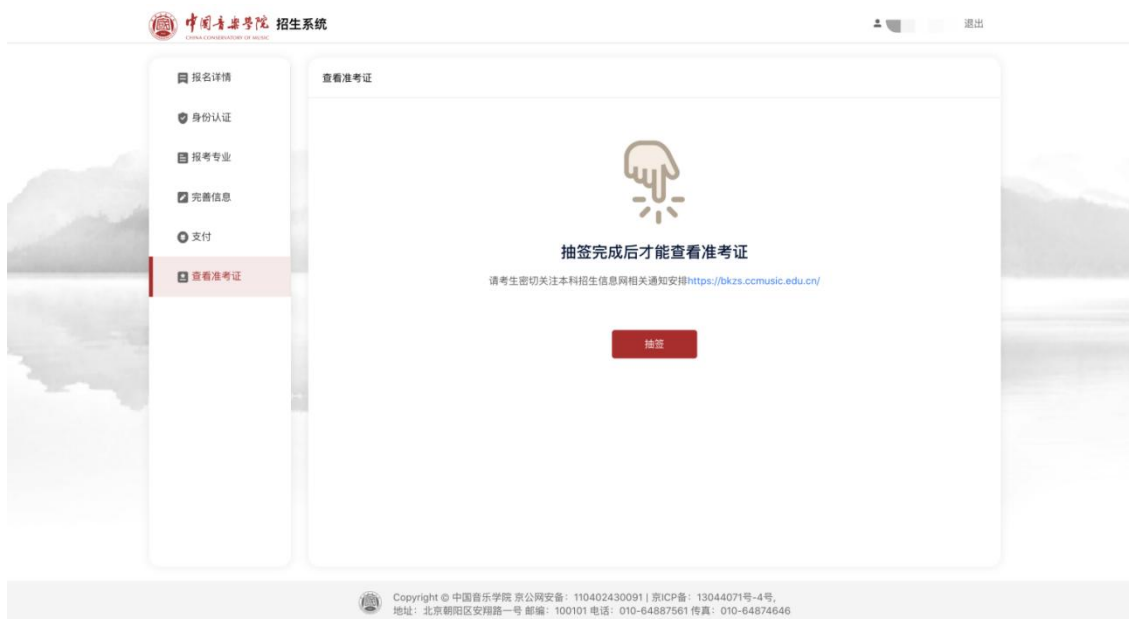 中国音乐学院 招生系统
CHINA CONSERVATORY OF MUSIC
退出
报名详情
身份认证
报考专业
完善信息
支付
查看准考证
查看准考证
抽签完成后才能查看准考证
请考生密切关注本科招生信息网相关通知安排https://bkzs.ccmusic.edu.cn/
抽签
Copyright © 中国音乐学院 京公网安备：110402430091 | 京ICP备：13044071号-4号,
地址：北京朝阳区安翔路一号 邮编：100101 电话：010-64887561 传真：010-64874646